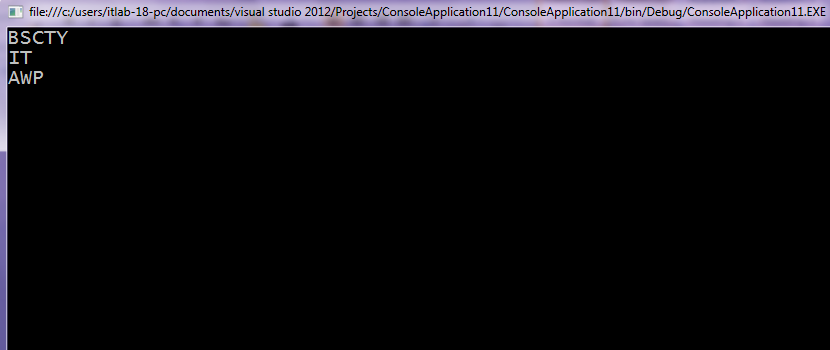 file:///c:/users/itlab-18-pc/documents/visual studio 2012/Projects/ConsoleApplication11/ConsoleApplication11/bin/Debug/ConsoleApplication11.EXE
BSCTY
IT
AWP